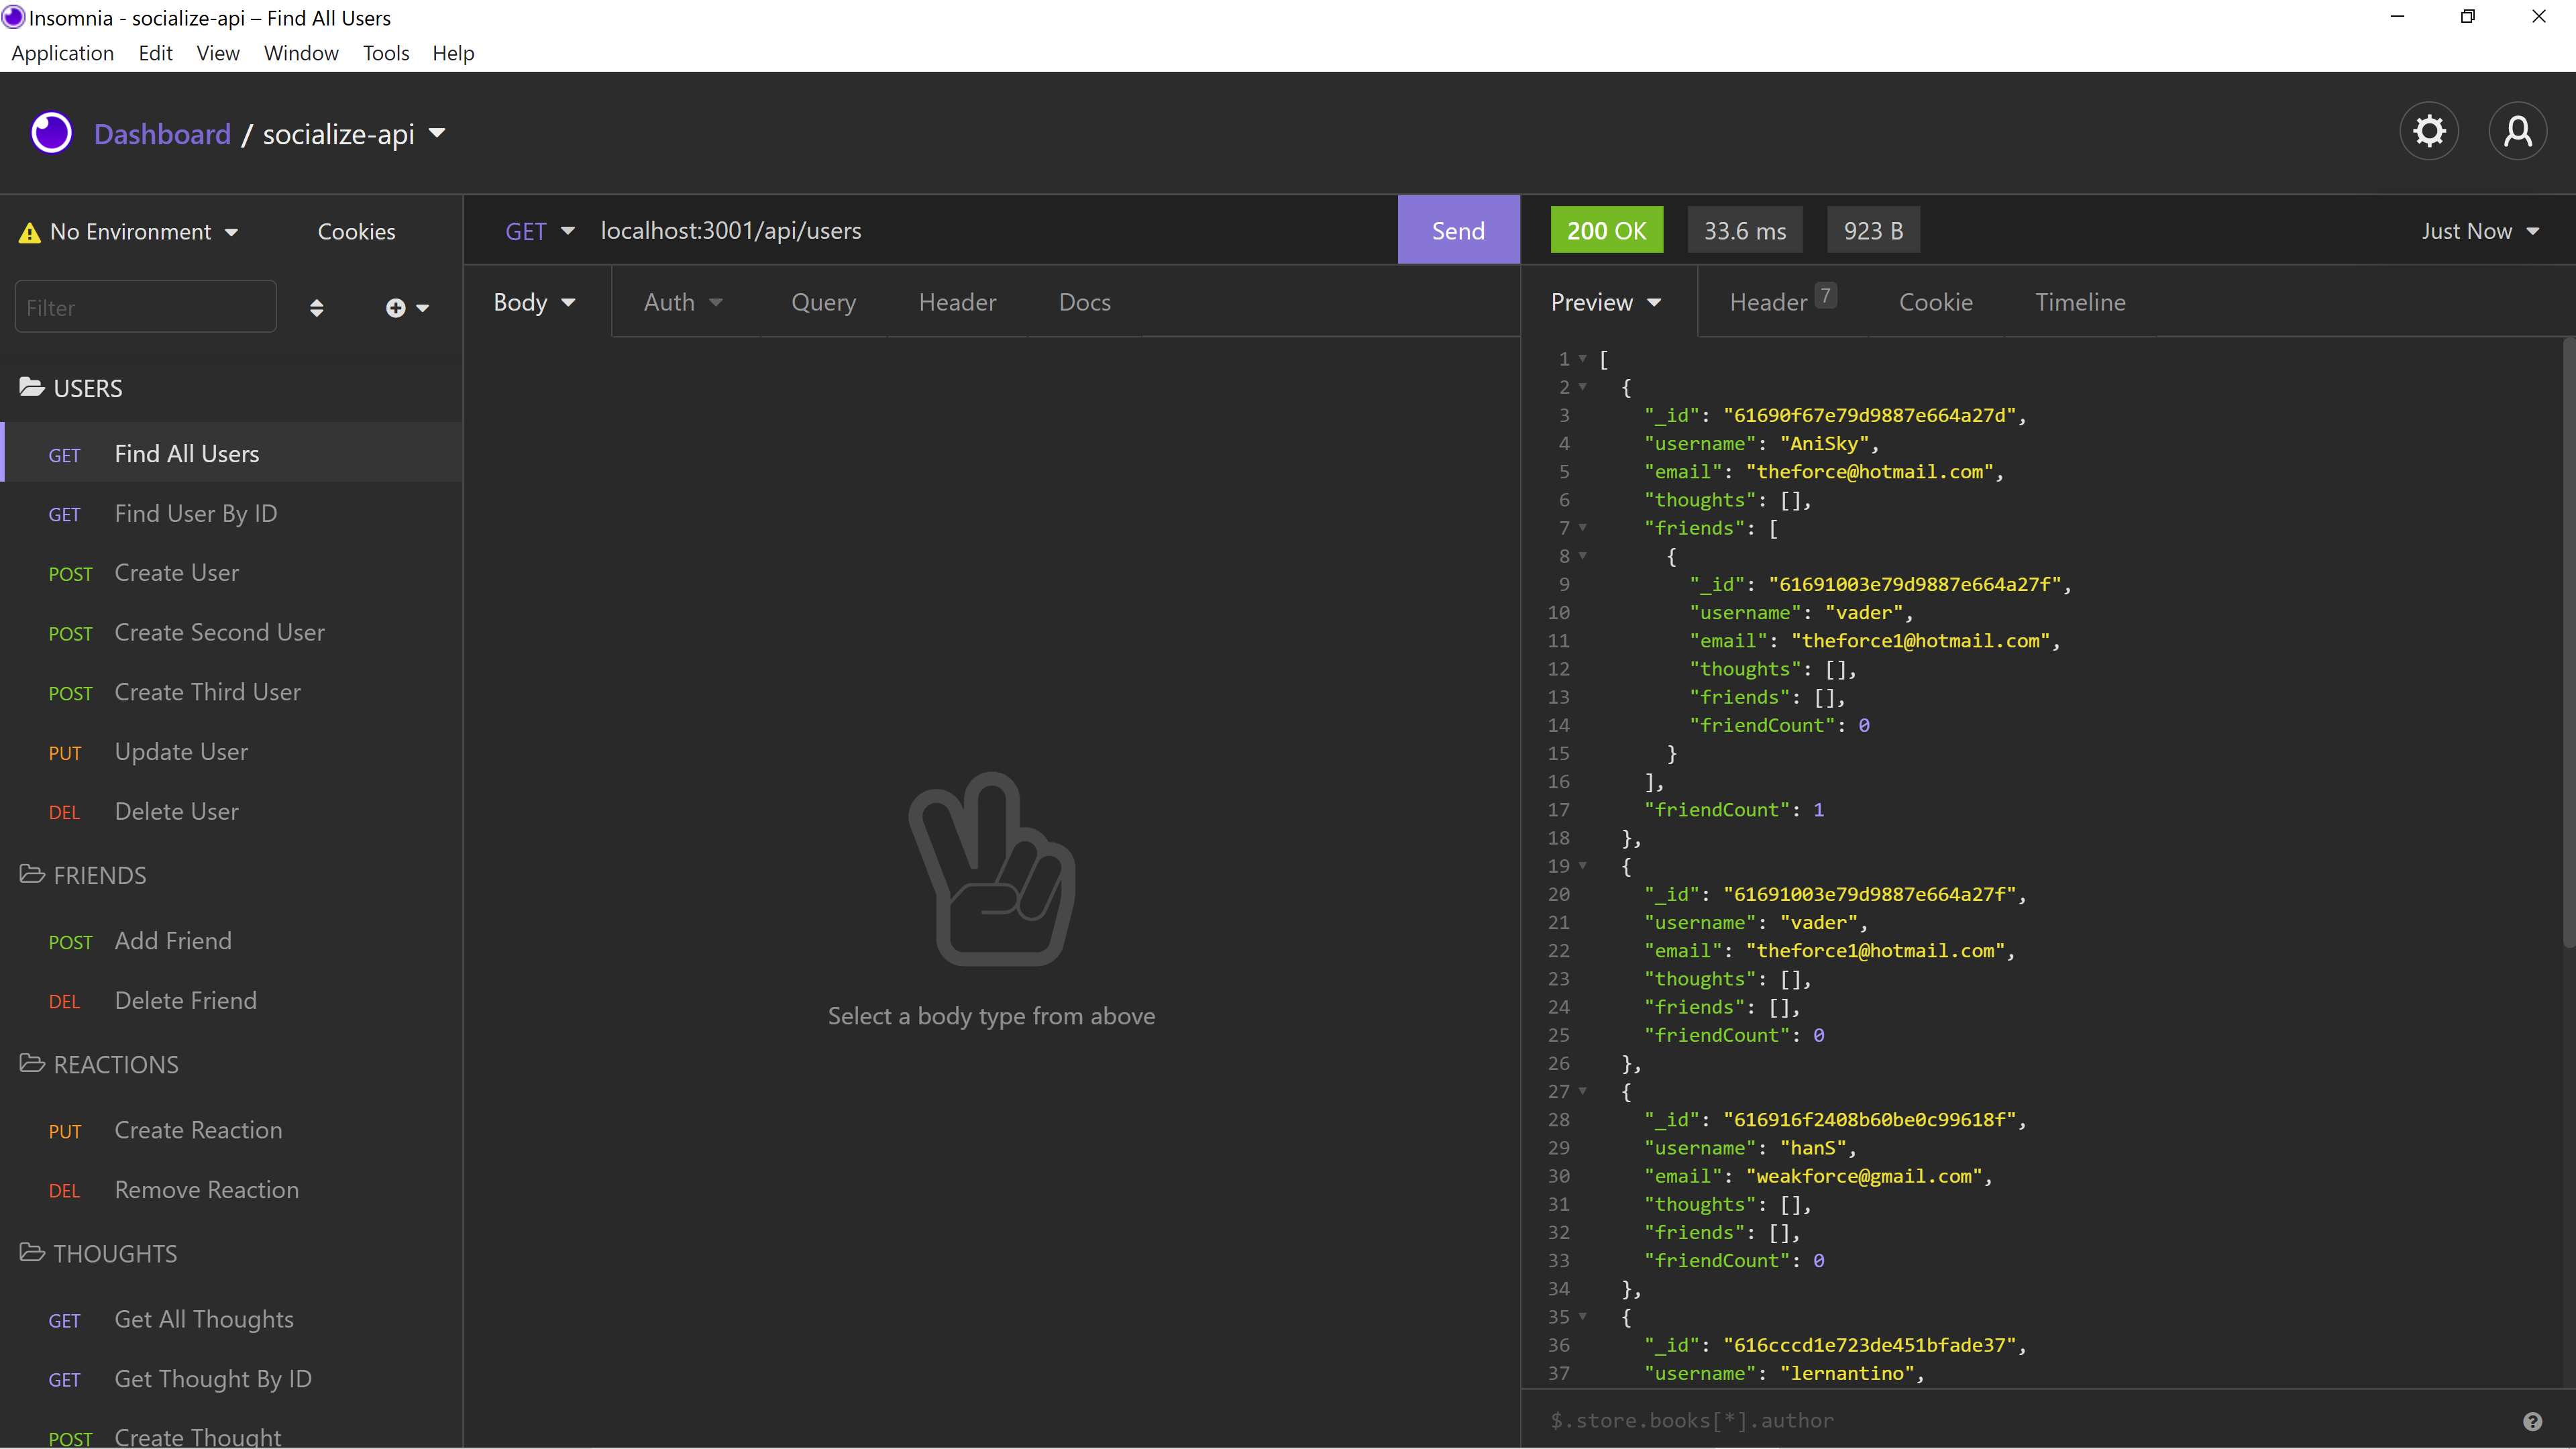 Insomnia - socialize-api – Find All Users
Application Edit View Window Tools Help
Dashboard / socialize-api
No Environment Cookies
Filter
USERS
GET Find All Users
GET Find User By ID
POST Create User
POST Create Second User
POST Create Third User
PUT Update User
DEL Delete User
FRIENDS
POST Add Friend
DEL Delete Friend
REACTIONS
PUT Create Reaction
DEL Remove Reaction
THOUGHTS
GET Get All Thoughts
GET Get Thought By ID
POST Create Thought
GET localhost:3001/api/users Send
Body Auth Query Header Docs
Select a body type from above
200 OK 33.6 ms 923 B Just Now
Preview Header 7 Cookie Timeline
1 [
2 {
3 "_id": "61690f67e79d9887e664a27d",
4 "username": "AniSky",
5 "email": "theforce@hotmail.com",
6 "thoughts": [],
7 "friends": [
8 {
9 "_id": "61691003e79d9887e664a27f",
10 "username": "vader",
11 "email": "theforce1@hotmail.com",
12 "thoughts": [],
13 "friends": [],
14 "friendCount": 0
15 }
16 ],
17 "friendCount": 1
18 },
19 {
20 "_id": "61691003e79d9887e664a27f",
21 "username": "vader",
22 "email": "theforce1@hotmail.com",
23 "thoughts": [],
24 "friends": [],
25 "friendCount": 0
26 },
27 {
28 "_id": "616916f2408b60be0c99618f",
29 "username": "hanS",
30 "email": "weakforce@gmail.com",
31 "thoughts": [],
32 "friends": [],
33 "friendCount": 0
34 },
35 {
36 "_id": "616cccd1e723de451bfade37",
37 "username": "lernantino",
$.store.books[*].author